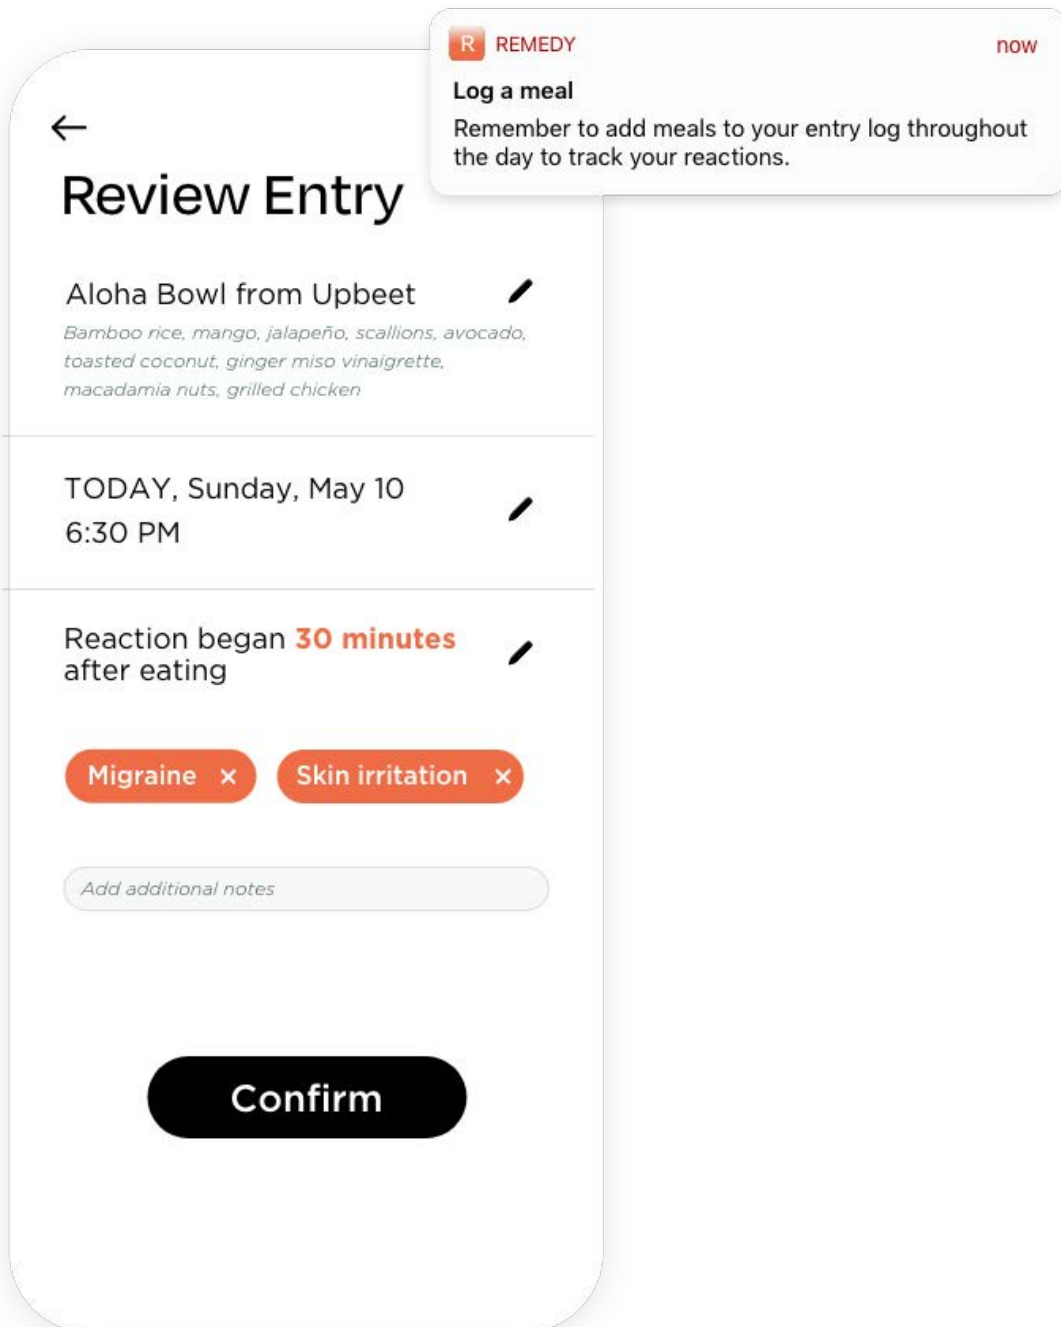 R REMEDY now
Log a meal
Remember to add meals to your entry log throughout
the day to track your reactions.
Review Entry
Aloha Bowl from Upbeet
Bamboo rice, mango, jalapeño, scallions, avocado,
toasted coconut, ginger miso vinaigrette,
macadamia nuts, grilled chicken
TODAY, Sunday, May 10
6:30 PM
Reaction began 30 minutes
after eating
Migraine × Skin irritation ×
Add additional notes
Confirm